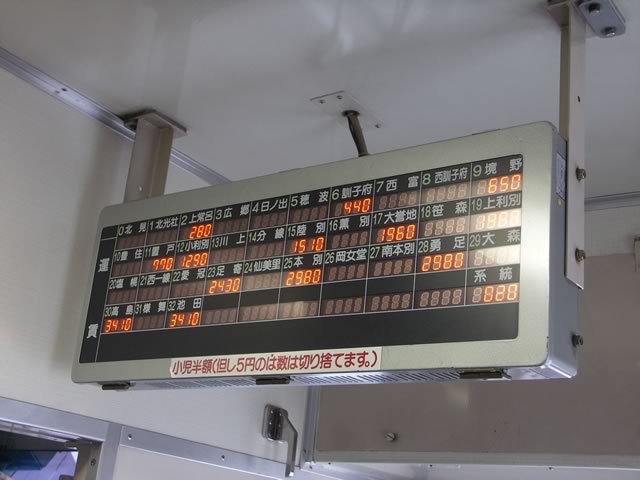 0 北見 1 北光社 2 上常呂 3 広郷 4 日ノ出 5 穂波 6 訓子府 7 西富 8 西訓子府 9 境野
280 440 650
10 豊住 11 置戸 12 小利別 13 川上 14 分線 15 陸別 16 薫別 17 大誉地 18 笹森 19 上利別
770 1290 1510 1960
20 塩幌 21 西一線 22 愛冠 23 足寄 24 仙美里 25 本別 26 岡女堂 27 南本別 28 勇足 29 大森
2430 2980 2980
30 高島 31 様舞 32 池田 系統
3410 3410 880
運賃
小児半額(但し5円のは数は切り捨てます。)